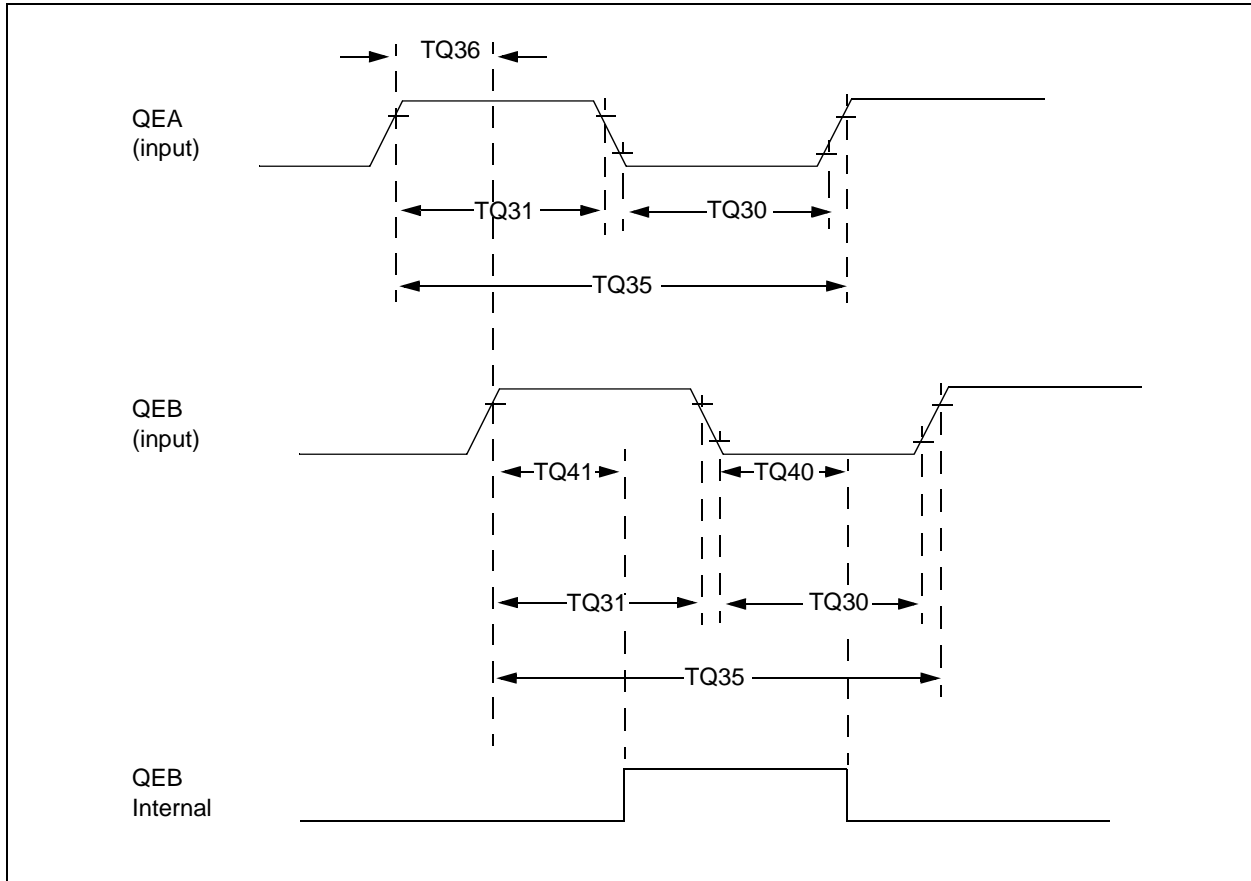 TQ36
QEA
(input)
TQ31
TQ30
TQ35
QEB
(input)
TQ41
TQ40
TQ31
TQ30
TQ35
QEB
Internal